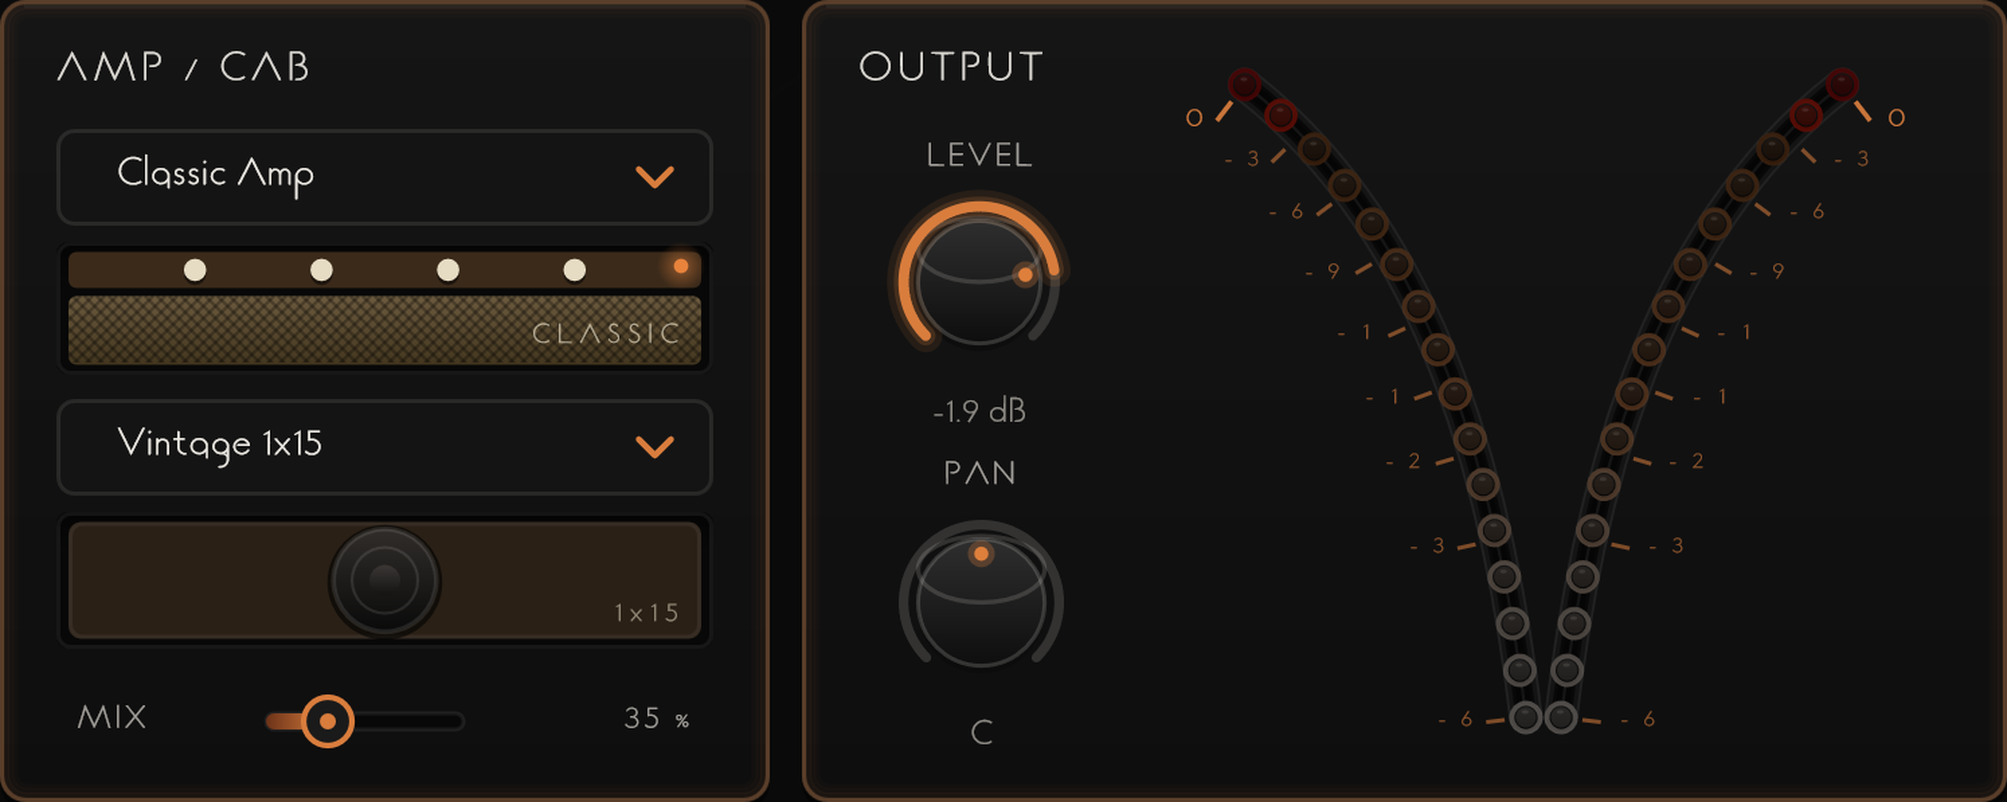 AMP / CAB
Classic Amp
CLASSIC
Vintage 1x15
1x15
MIX
35 %
OUTPUT
LEVEL
-1.9 dB
PAN
C
0 0
- 3 - 3
- 6 - 6
- 9 - 9
- 1 - 1
- 1 - 1
- 2 - 2
- 3 - 3
- 6 - 6